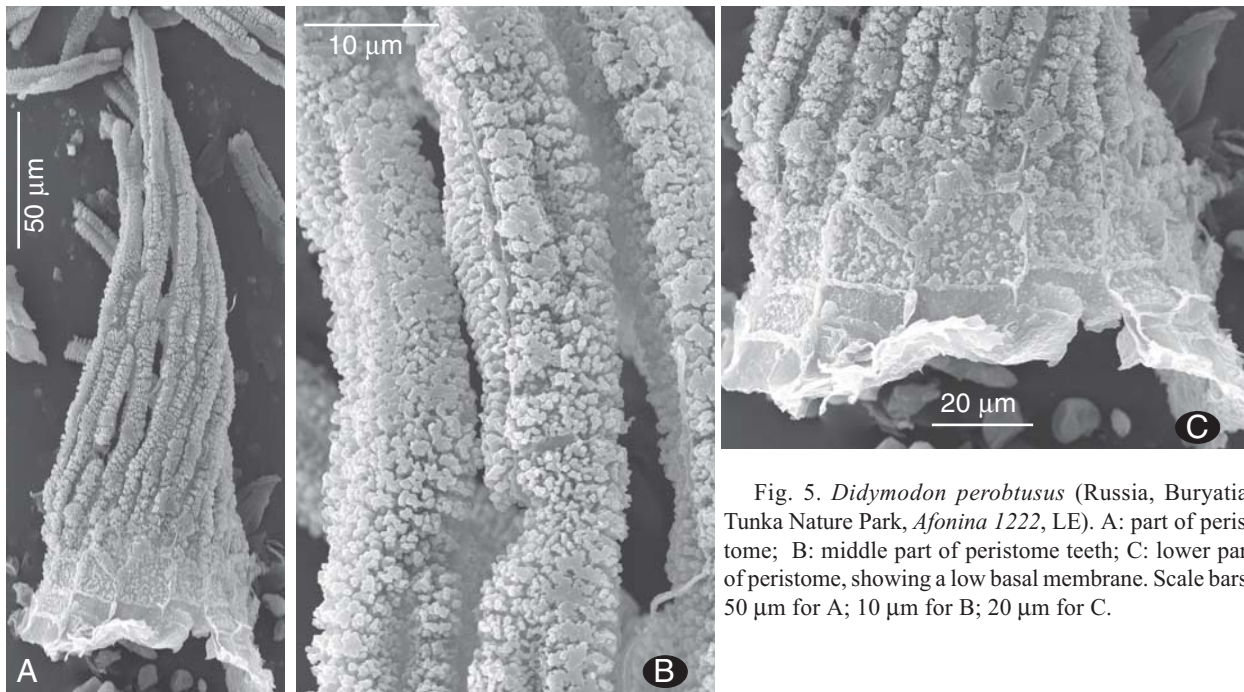 50 µm
A
10 µm
B
20 µm
C
Fig. 5. Didymodon perobtusus (Russia, Buryatia
Tunka Nature Park, Afonina 1222, LE). A: part of peris
tome; B: middle part of peristome teeth; C: lower par
of peristome, showing a low basal membrane. Scale bars
50 µm for A; 10 µm for B; 20 µm for C.